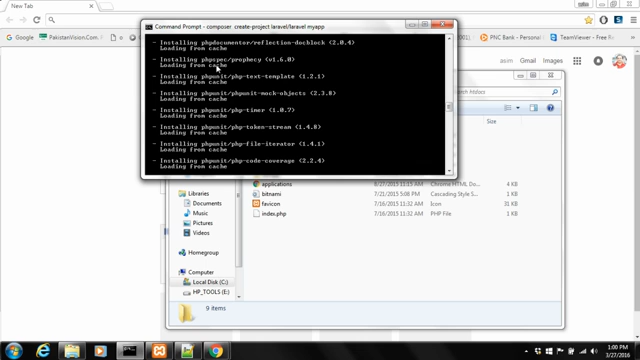 New Tab
Command Prompt - composer create-project laravel/laravel myapp
Google
PakistanVision.Com
PNC Bank - Pers
TeamViewer - Free R
- Installing phpdocumentor/reflection-docblock (2.0.4)
Loading from cache
- Installing phpspec/prophecy (v1.6.0)
Loading from cache
- Installing phpunit/php-text-template (1.2.1)
Loading from cache
- Installing phpunit/phpunit-mock-objects (2.3.8)
Loading from cache
- Installing phpunit/php-timer (1.0.7)
Loading from cache
- Installing phpunit/php-token-stream (1.4.8)
Loading from cache
- Installing phpunit/php-file-iterator (1.4.1)
Loading from cache
- Installing phpunit/php-code-coverage (2.2.4)
Loading from cache
asim Gmail Images
htdocs
Size
applications 6/27/2015 11:15 AM Chrome HTML Do... 4 KB
bitnami 7/21/2015 5:08 PM Cascading Style S... 1 KB
favicon 7/16/2015 11:32 AM Icon 31 KB
index.php 7/16/2015 11:32 AM PHP File 1 KB
Libraries
Documents
Music
Pictures
Videos
Homegroup
Computer
Local Disk (C:)
HP_TOOLS (E:)
9 items
1:00 PM
3/27/2016